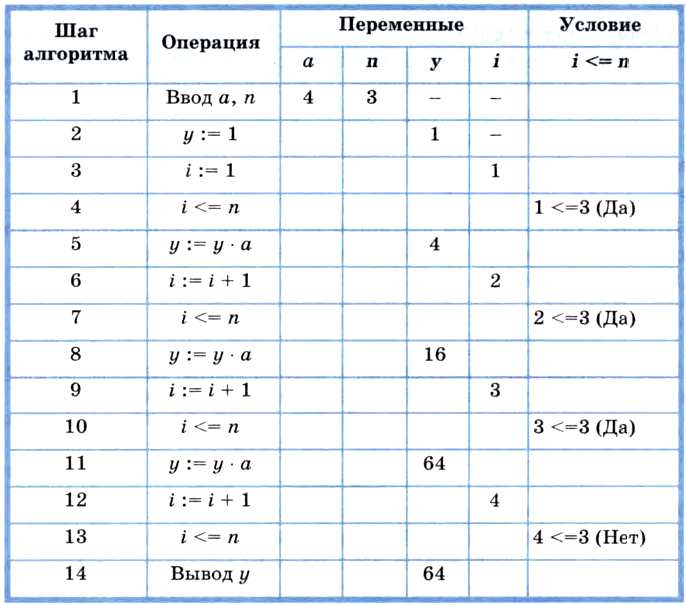 Шаг алгоритма Операция Переменные Условие
a n y i i <= n
1 Ввод a, n 4 3 – –
2 y := 1 1 –
3 i := 1 1
4 i <= n 1 <=3 (Да)
5 y := y · a 4
6 i := i + 1 2
7 i <= n 2 <=3 (Да)
8 y := y · a 16
9 i := i + 1 3
10 i <= n 3 <=3 (Да)
11 y := y · a 64
12 i := i + 1 4
13 i <= n 4 <=3 (Нет)
14 Вывод y 64